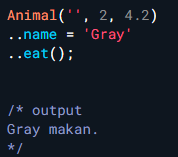 Animal('', 2, 4.2)
..name = 'Gray'
..eat();
/* output
Gray makan.
*/